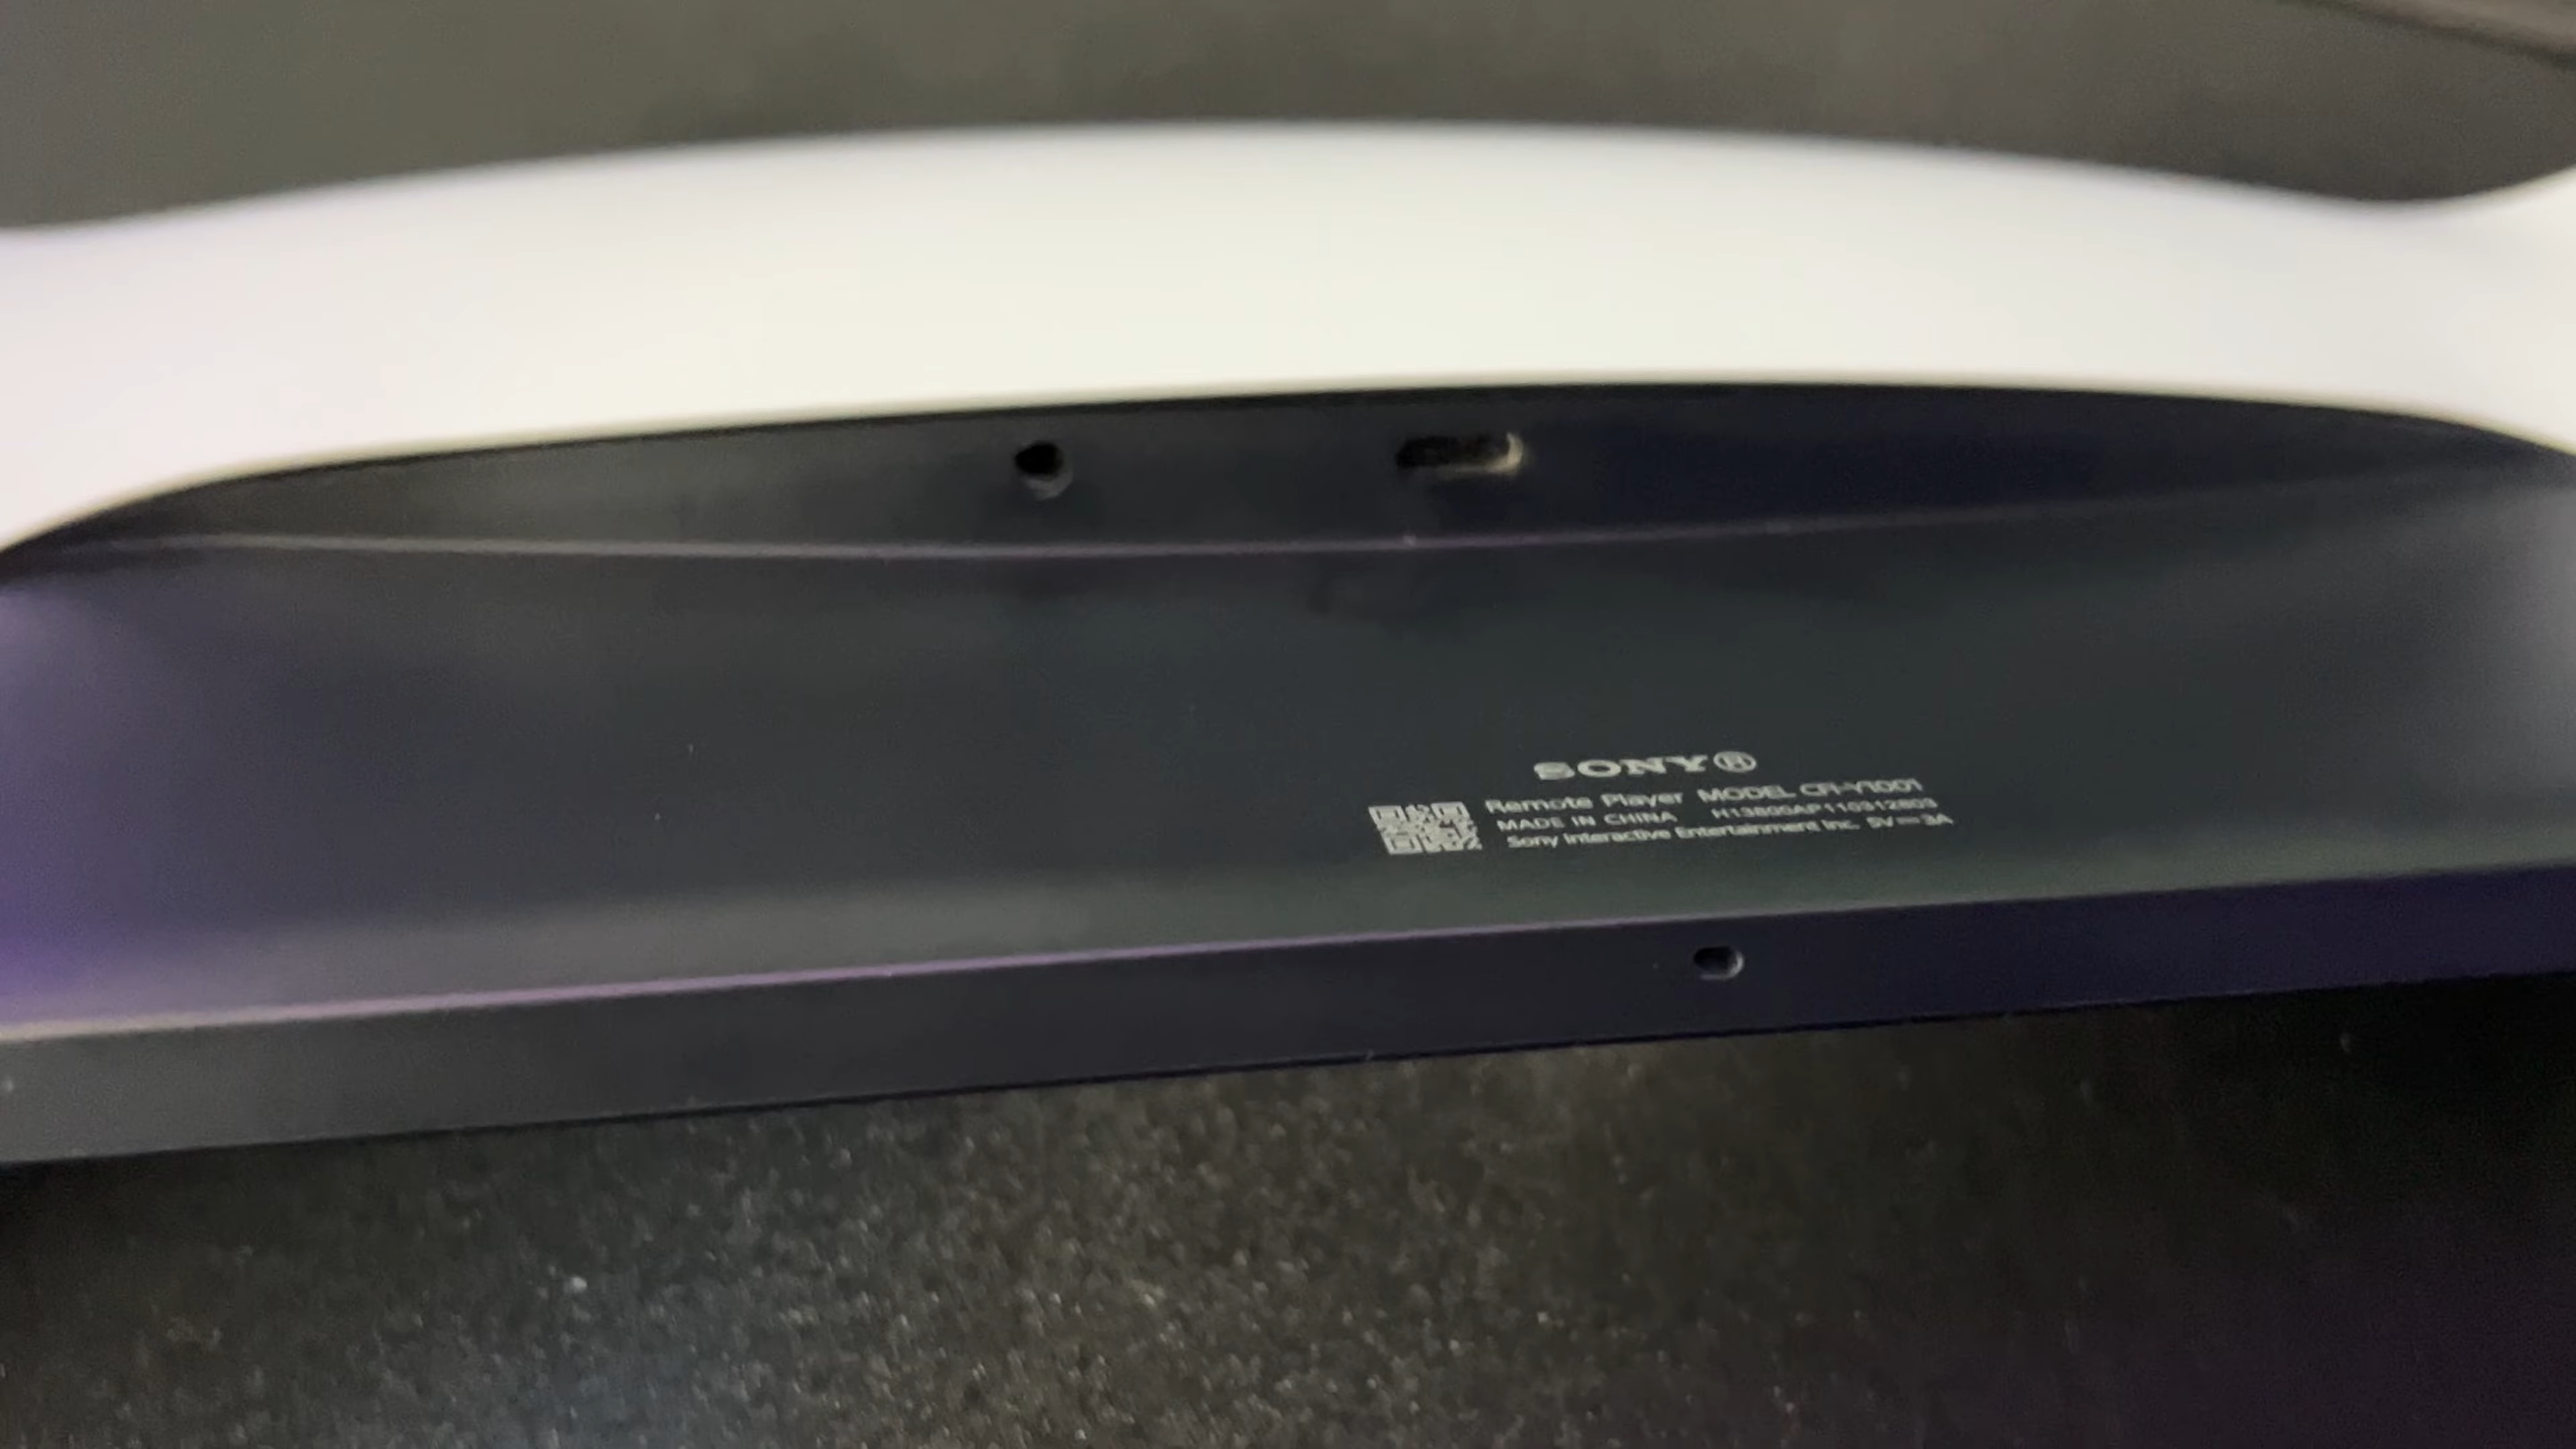 SONY®
Remote Player MODEL CFI-Y1001
MADE IN CHINA
Sony Interactive Entertainment Inc. 5V⎓3A